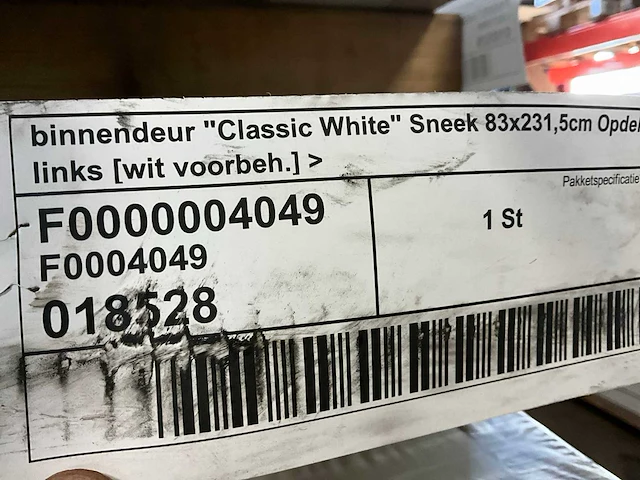 binnendeur "Classic White" Sneek 83x231,5cm Opdek
links [wit voorbeh.] >
Pakketspecificatie
F0000004049
1 St
F0004049
018528